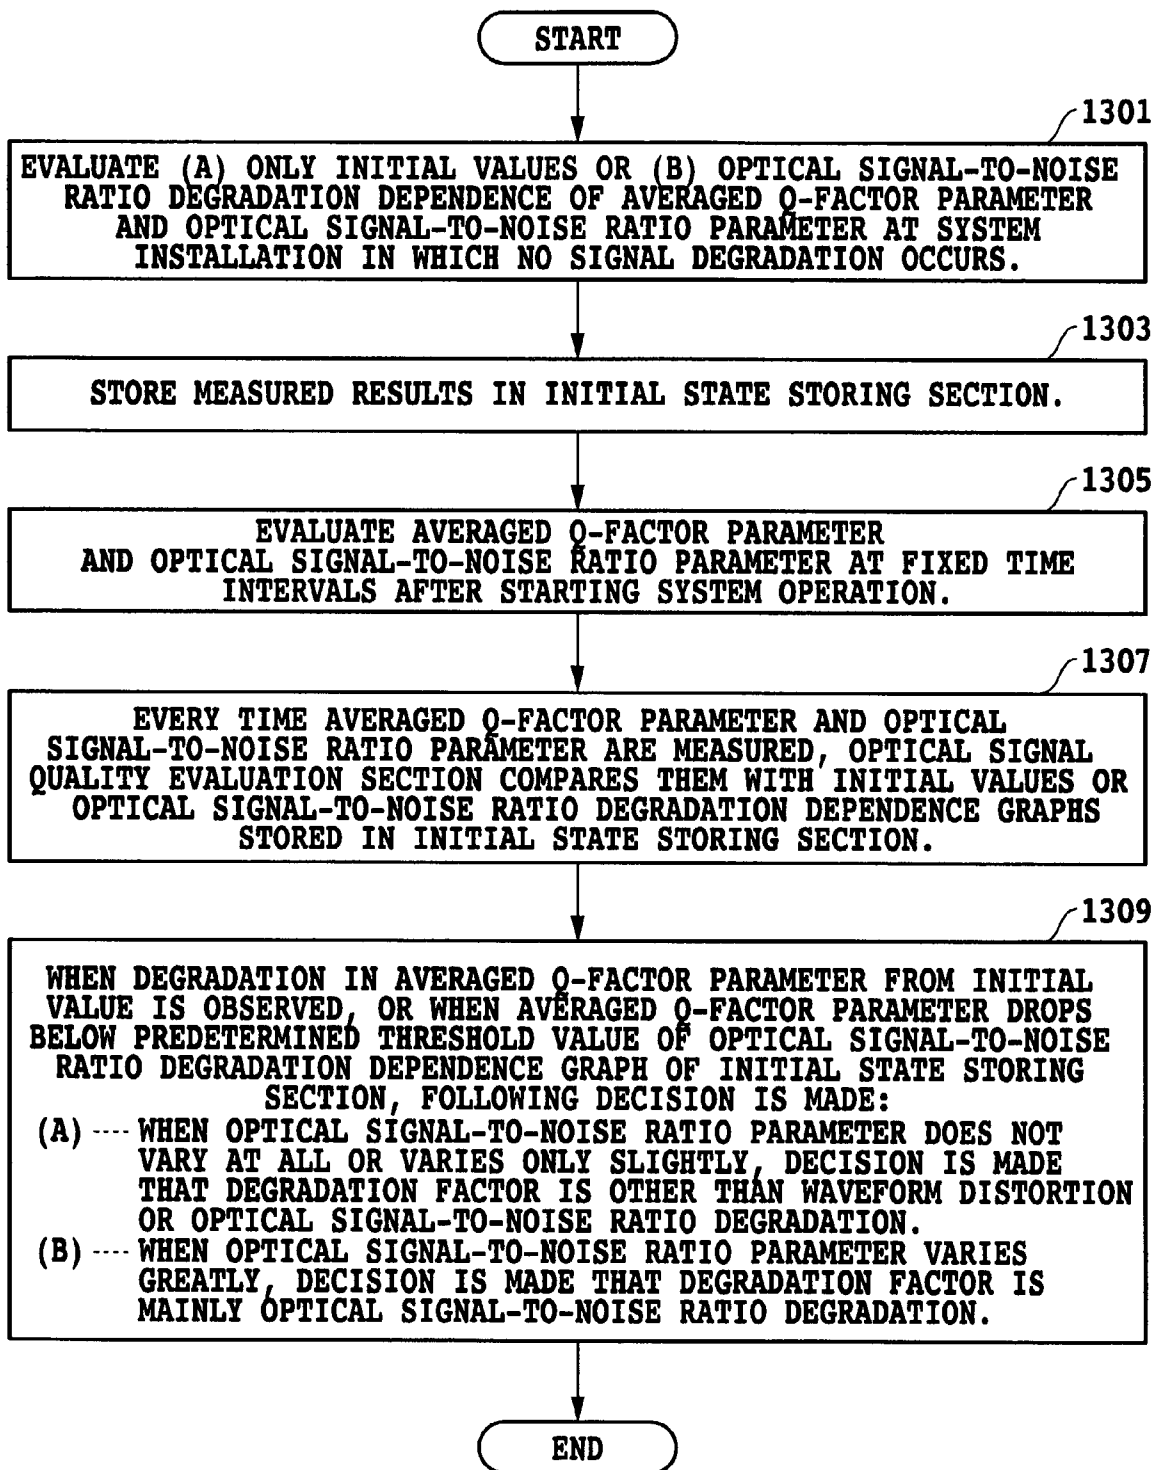 START
1301
EVALUATE (A) ONLY INITIAL VALUES OR (B) OPTICAL SIGNAL-TO-NOISE
RATIO DEGRADATION DEPENDENCE OF AVERAGED Q-FACTOR PARAMETER
AND OPTICAL SIGNAL-TO-NOISE RATIO PARAMETER AT SYSTEM
INSTALLATION IN WHICH NO SIGNAL DEGRADATION OCCURS.
1303
STORE MEASURED RESULTS IN INITIAL STATE STORING SECTION.
1305
EVALUATE AVERAGED Q-FACTOR PARAMETER
AND OPTICAL SIGNAL-TO-NOISE RATIO PARAMETER AT FIXED TIME
INTERVALS AFTER STARTING SYSTEM OPERATION.
1307
EVERY TIME AVERAGED Q-FACTOR PARAMETER AND OPTICAL
SIGNAL-TO-NOISE RATIO PARAMETER ARE MEASURED, OPTICAL SIGNAL
QUALITY EVALUATION SECTION COMPARES THEM WITH INITIAL VALUES OR
OPTICAL SIGNAL-TO-NOISE RATIO DEGRADATION DEPENDENCE GRAPHS
STORED IN INITIAL STATE STORING SECTION.
1309
WHEN DEGRADATION IN AVERAGED Q-FACTOR PARAMETER FROM INITIAL
VALUE IS OBSERVED, OR WHEN AVERAGED Q-FACTOR PARAMETER DROPS
BELOW PREDETERMINED THRESHOLD VALUE OF OPTICAL SIGNAL-TO-NOISE
RATIO DEGRADATION DEPENDENCE GRAPH OF INITIAL STATE STORING
SECTION, FOLLOWING DECISION IS MADE:
(A) ---- WHEN OPTICAL SIGNAL-TO-NOISE RATIO PARAMETER DOES NOT
VARY AT ALL OR VARIES ONLY SLIGHTLY, DECISION IS MADE
THAT DEGRADATION FACTOR IS OTHER THAN WAVEFORM DISTORTION
OR OPTICAL SIGNAL-TO-NOISE RATIO DEGRADATION.
(B) ---- WHEN OPTICAL SIGNAL-TO-NOISE RATIO PARAMETER VARIES
GREATLY, DECISION IS MADE THAT DEGRADATION FACTOR IS
MAINLY OPTICAL SIGNAL-TO-NOISE RATIO DEGRADATION.
END